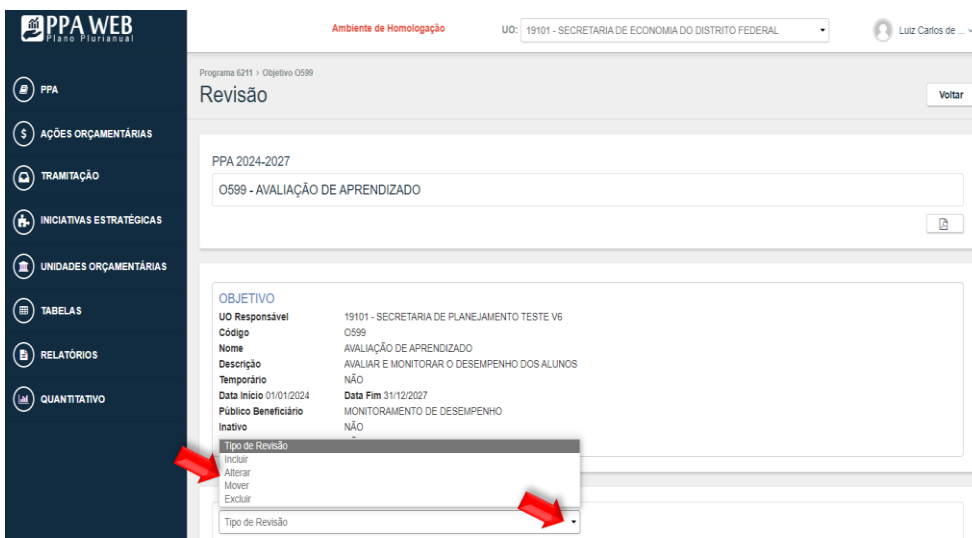 PPA WEB
Plano Plurianual
Ambiente de Homologação
UO: 19101 - SECRETARIA DE ECONOMIA DO DISTRITO FEDERAL
Luiz Carlos de ...
PPA
AÇÕES ORÇAMENTÁRIAS
TRAMITAÇÃO
INICIATIVAS ESTRATÉGICAS
UNIDADES ORÇAMENTÁRIAS
TABELAS
RELATÓRIOS
QUANTITATIVO
Programa 6211 > Objetivo O599
Revisão
Voltar
PPA 2024-2027
O599 - AVALIAÇÃO DE APRENDIZADO
OBJETIVO
UO Responsável 19101 - SECRETARIA DE PLANEJAMENTO TESTE V6
Código O599
Nome AVALIAÇÃO DE APRENDIZADO
Descrição AVALIAR E MONITORAR O DESEMPENHO DOS ALUNOS
Temporário NÃO
Data Início 01/01/2024 Data Fim 31/12/2027
Público Beneficiário MONITORAMENTO DE DESEMPENHO
Inativo NÃO
Tipo de Revisão
Incluir
Alterar
Mover
Excluir
Tipo de Revisão